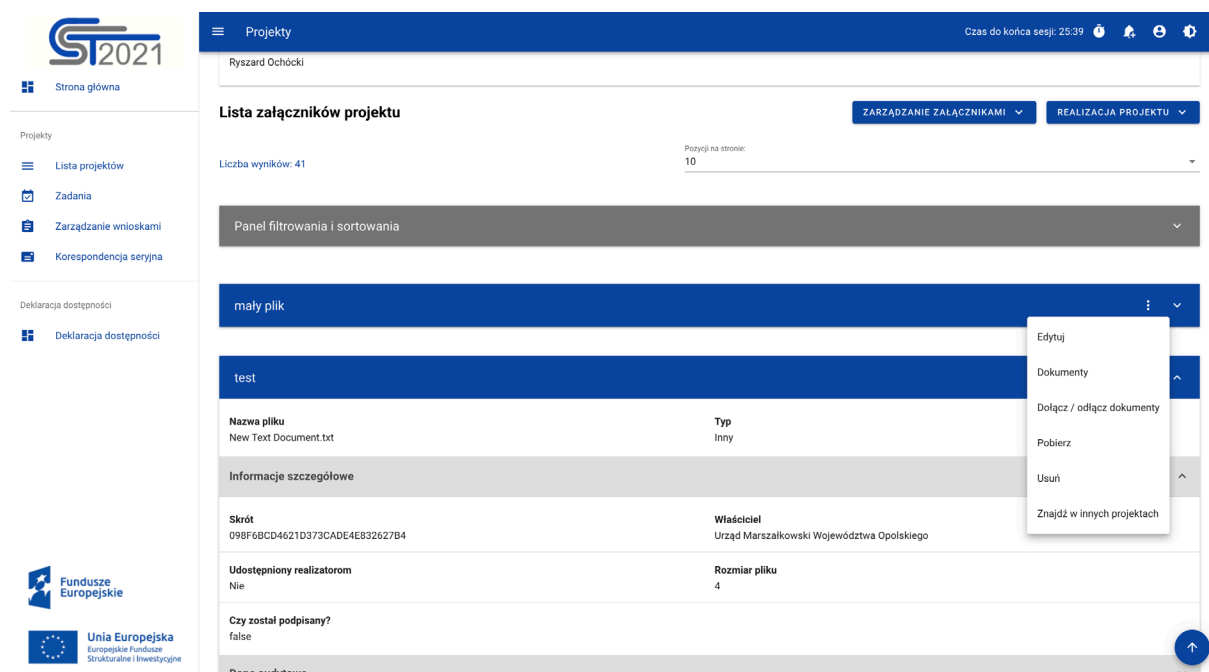 CST2021
Projekty
Czas do końca sesji: 25:39
Strona główna
Projekty
Lista projektów
Zadania
Zarządzanie wnioskami
Korespondencja seryjna
Deklaracja dostępności
Deklaracja dostępności
Fundusze
Europejskie
Unia Europejska
Europejskie Fundusze
Strukturalne i Inwestycyjne
Ryszard Ochócki
Lista załączników projektu
ZARZĄDZANIE ZAŁĄCZNIKAMI
REALIZACJA PROJEKTU
Liczba wyników: 41
Pozycji na stronie:
10
Panel filtrowania i sortowania
mały plik
Edytuj
Dokumenty
Dołącz / odłącz dokumenty
Pobierz
Usuń
Znajdź w innych projektach
test
Nazwa pliku
New Text Document.txt
Typ
Inny
Informacje szczegółowe
Skrót
098F6BCD4621D373CADE4E832627B4
Właściciel
Urząd Marszałkowski Województwa Opolskiego
Udostępniony realizatorom
Nie
Rozmiar pliku
4
Czy został podpisany?
false
Dane audytowe